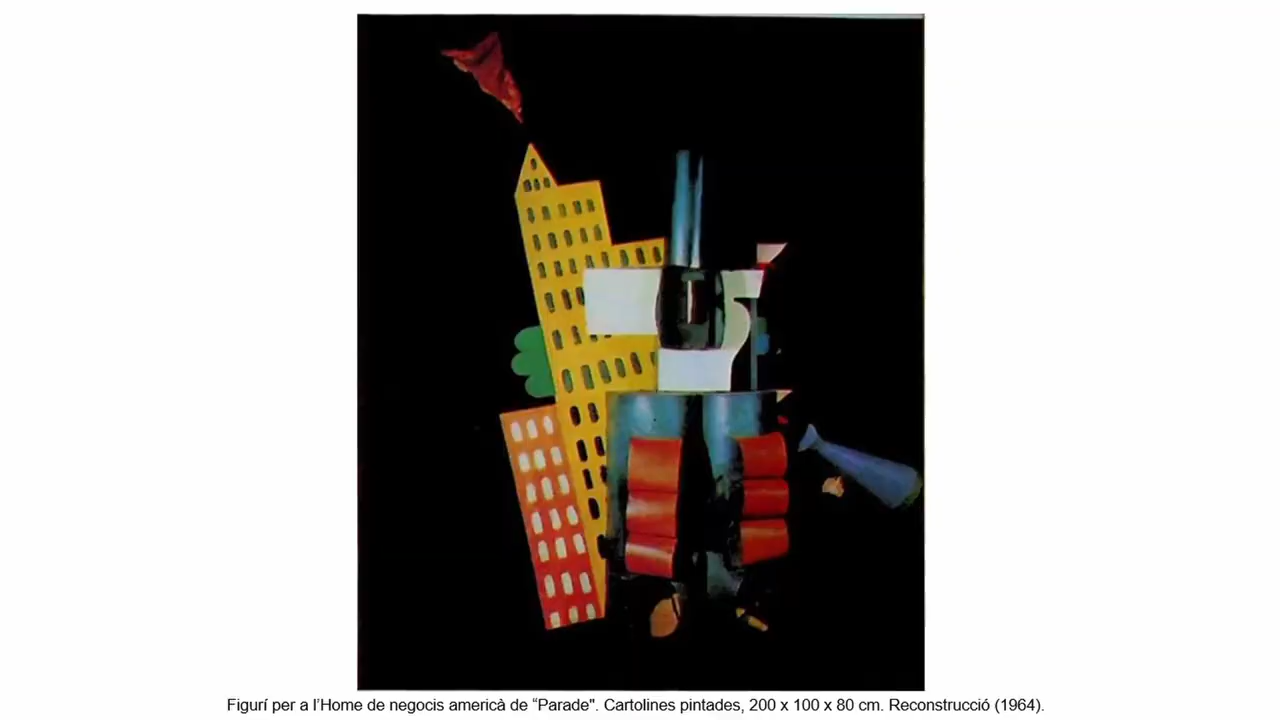 Figurí per a l’Home de negocis americà de “Parade". Cartolines pintades, 200 x 100 x 80 cm. Reconstrucció (1964).